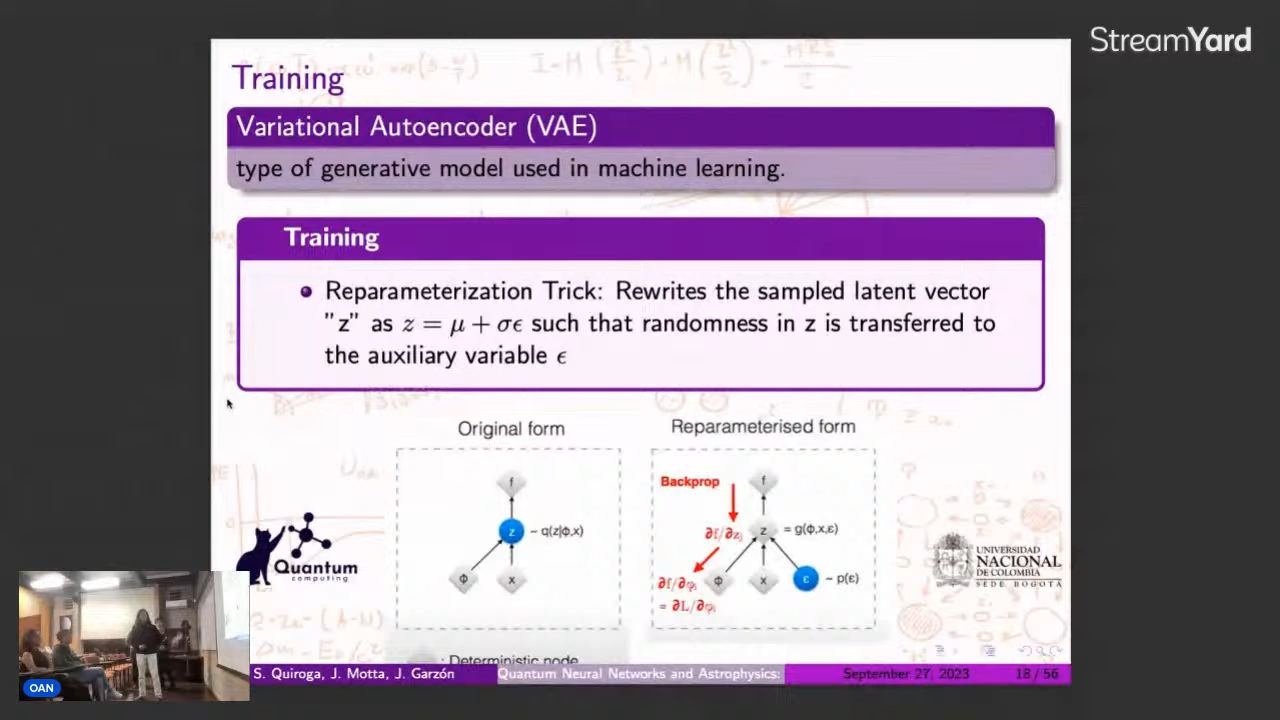 StreamYard
Training
Variational Autoencoder (VAE)
type of generative model used in machine learning.
Training
Reparameterization Trick: Rewrites the sampled latent vector
"z" as z = μ + σϵ such that randomness in z is transferred to
the auxiliary variable ϵ
Original form
Reparameterised form
f
z
~ q(z|ϕ,x)
ϕ
x
Backprop
f
∂f/∂zᵢ
z
= g(ϕ,x,ε)
∂f/∂φᵢ
ϕ
x
ε
~ p(ε)
= ∂L/∂φᵢ
Quantum
computing
UNIVERSIDAD
NACIONAL
DE COLOMBIA
SEDE BOGOTÁ
: Deterministic node
OAN
S. Quiroga, J. Motta, J. Garzón
Quantum Neural Networks and Astrophysics:
September 27, 2023
18 / 56